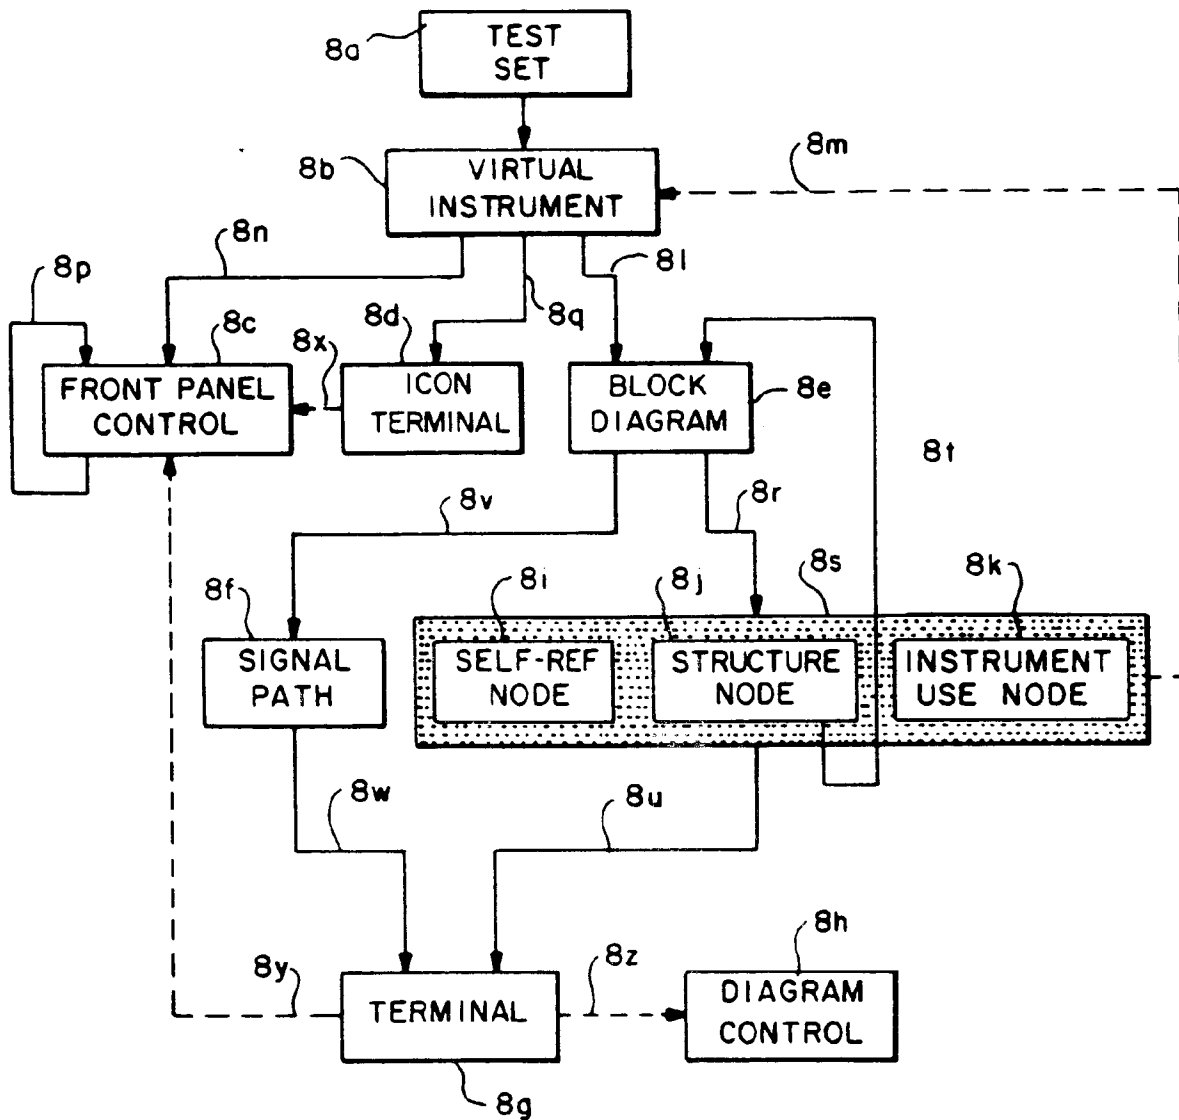 8a
TEST
SET
8b
VIRTUAL
INSTRUMENT
8m
8n
8q
8l
8p
8c
8x
8d
FRONT PANEL
CONTROL
ICON
TERMINAL
BLOCK
DIAGRAM
8e
8t
8v
8r
8f
8i
8j
8s
8k
SIGNAL
PATH
SELF-REF
NODE
STRUCTURE
NODE
INSTRUMENT
USE NODE
8w
8u
8y
TERMINAL
8z
8h
DIAGRAM
CONTROL
8g